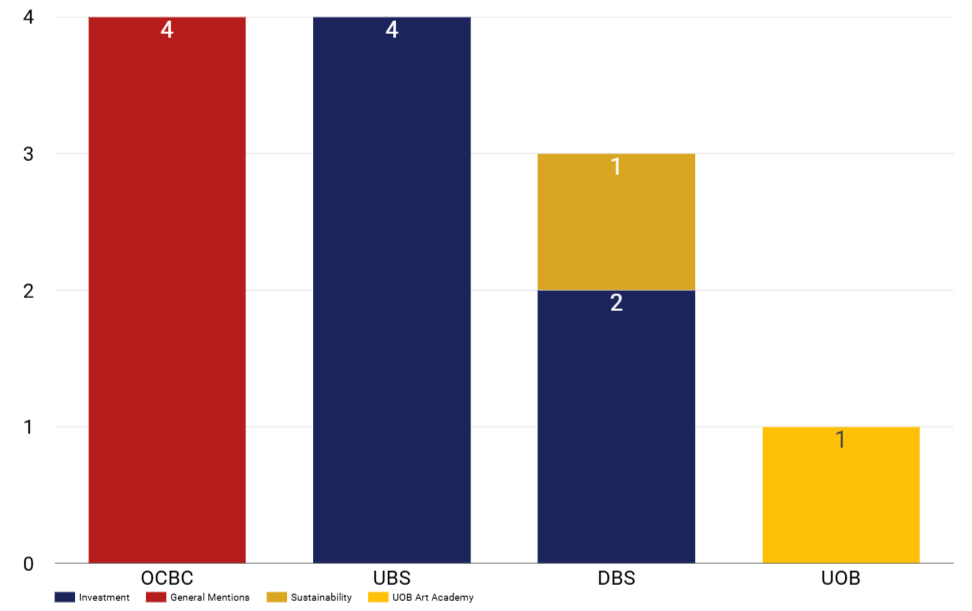 4
4
4
3
1
2
2
1
1
0
OCBC
UBS
DBS
UOB
Investment
General Mentions
Sustainability
UOB Art Academy